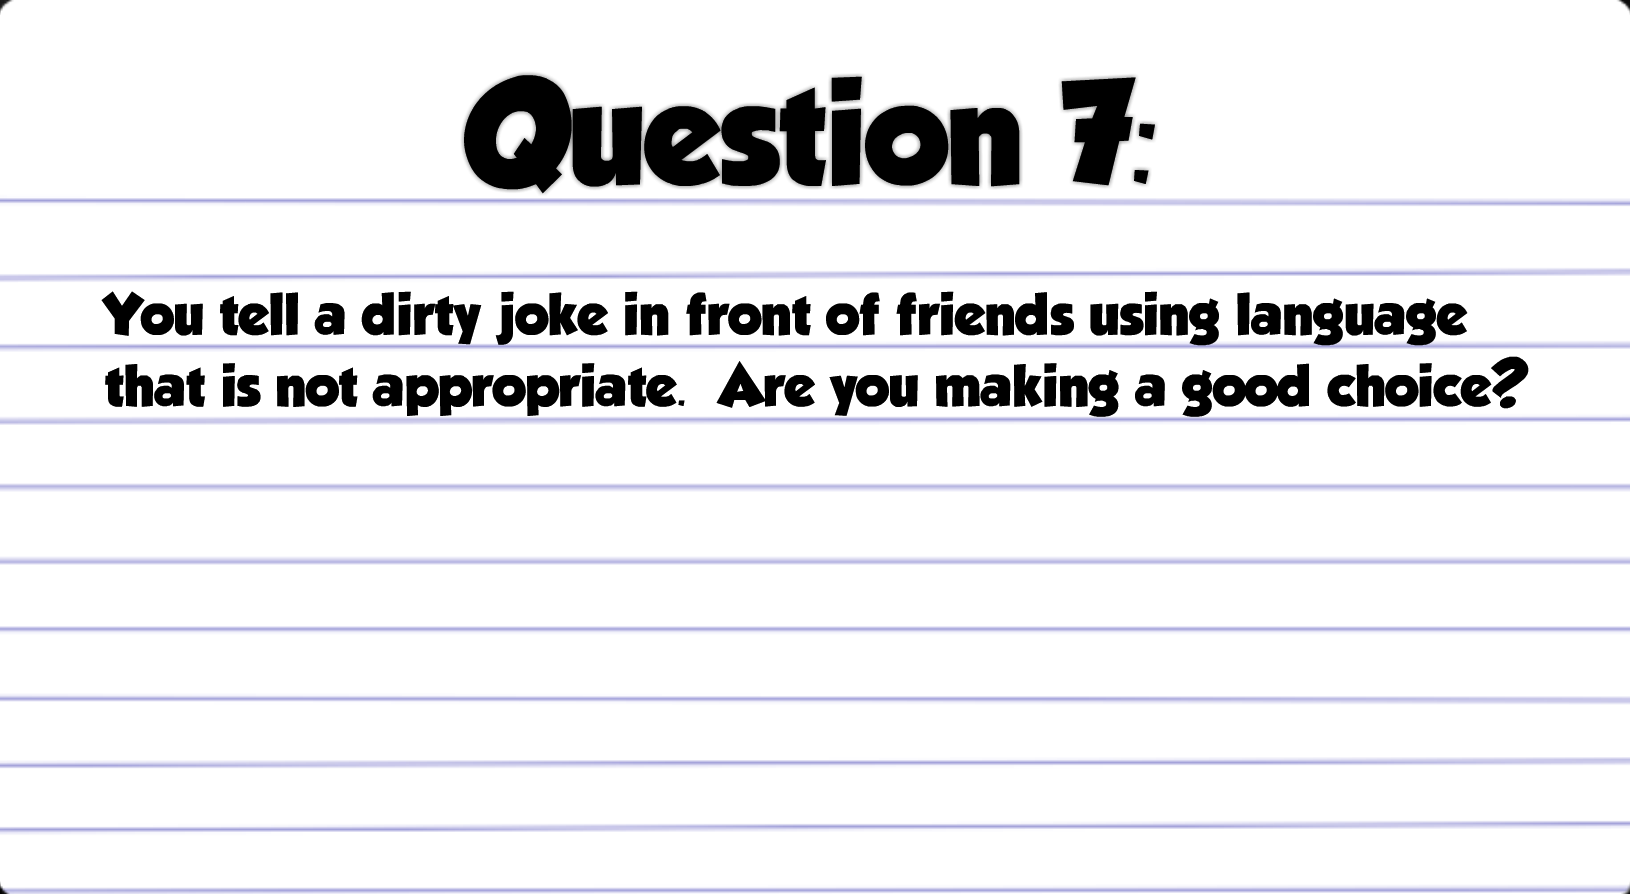 Question 7:
You tell a dirty joke in front of friends using language
that is not appropriate.  Are you making a good choice?